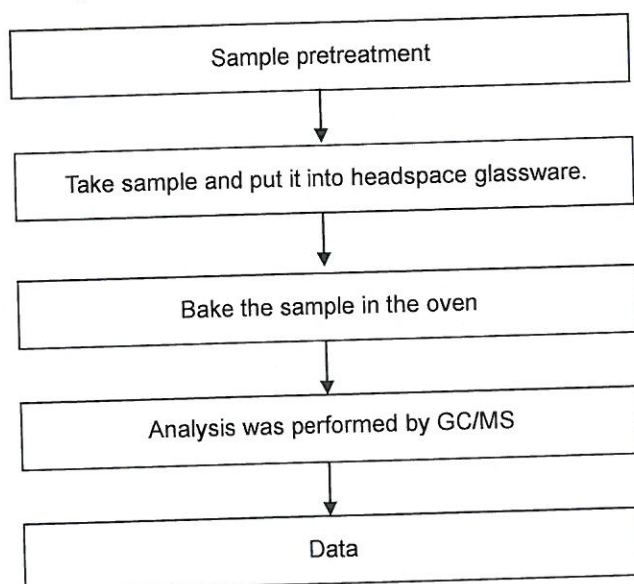 Sample pretreatment
Take sample and put it into headspace glassware.
Bake the sample in the oven
Analysis was performed by GC/MS
Data